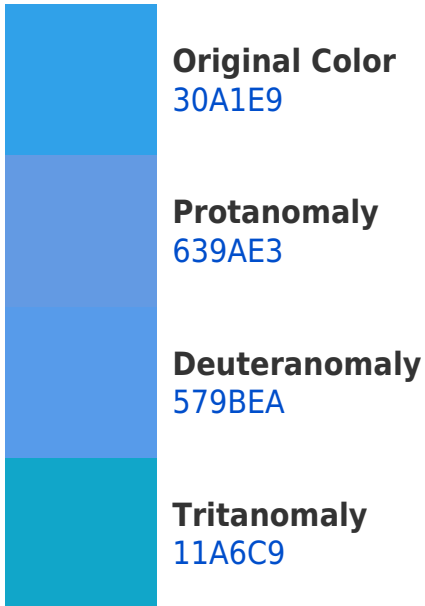 Original Color
30A1E9
Protanomaly
639AE3
Deuteranomaly
579BEA
Tritanomaly
11A6C9